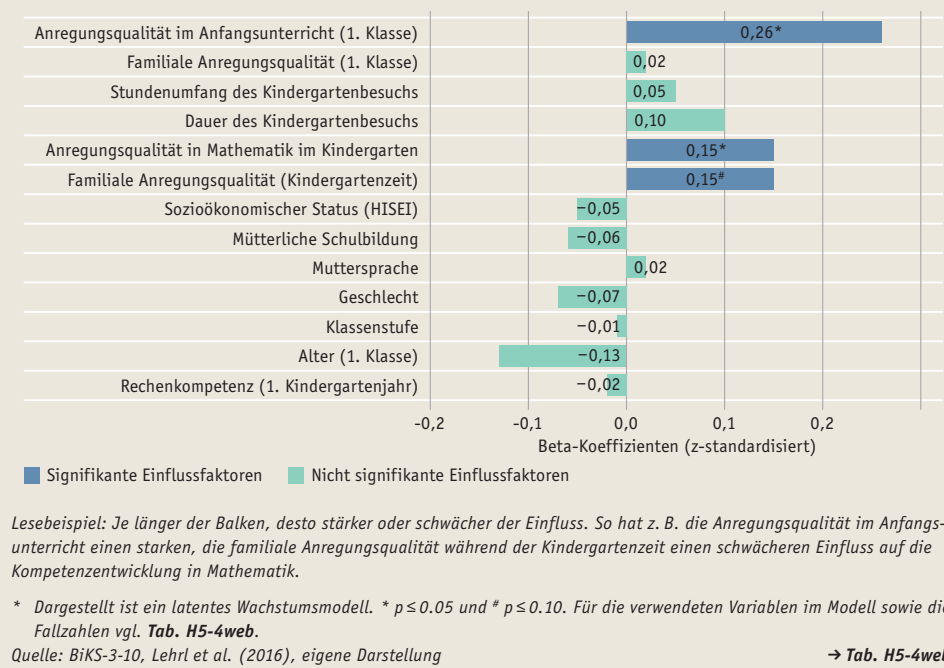 Anregungsqualität im Anfangsunterricht (1. Klasse) 0,26*
Familiale Anregungsqualität (1. Klasse) 0,02
Stundenumfang des Kindergartenbesuchs 0,05
Dauer des Kindergartenbesuchs 0,10
Anregungsqualität in Mathematik im Kindergarten 0,15*
Familiale Anregungsqualität (Kindergartenzeit) 0,15#
Sozioökonomischer Status (HISEI) −0,05
Mütterliche Schulbildung −0,06
Muttersprache 0,02
Geschlecht −0,07
Klassenstufe −0,01
Alter (1. Klasse) −0,13
Rechenkompetenz (1. Kindergartenjahr) −0,02
-0,2 -0,1 0,0 0,1 0,2
Beta-Koeffizienten (z-standardisiert)
Signifikante Einflussfaktoren Nicht signifikante Einflussfaktoren
Lesebeispiel: Je länger der Balken, desto stärker oder schwächer der Einfluss. So hat z. B. die Anregungsqualität im Anfangs-
unterricht einen starken, die familiale Anregungsqualität während der Kindergartenzeit einen schwächeren Einfluss auf die
Kompetenzentwicklung in Mathematik.
* Dargestellt ist ein latentes Wachstumsmodell. * p ≤ 0.05 und # p ≤ 0.10. Für die verwendeten Variablen im Modell sowie die
Fallzahlen vgl. Tab. H5-4web.
Quelle: BiKS-3-10, Lehrl et al. (2016), eigene Darstellung → Tab. H5-4web